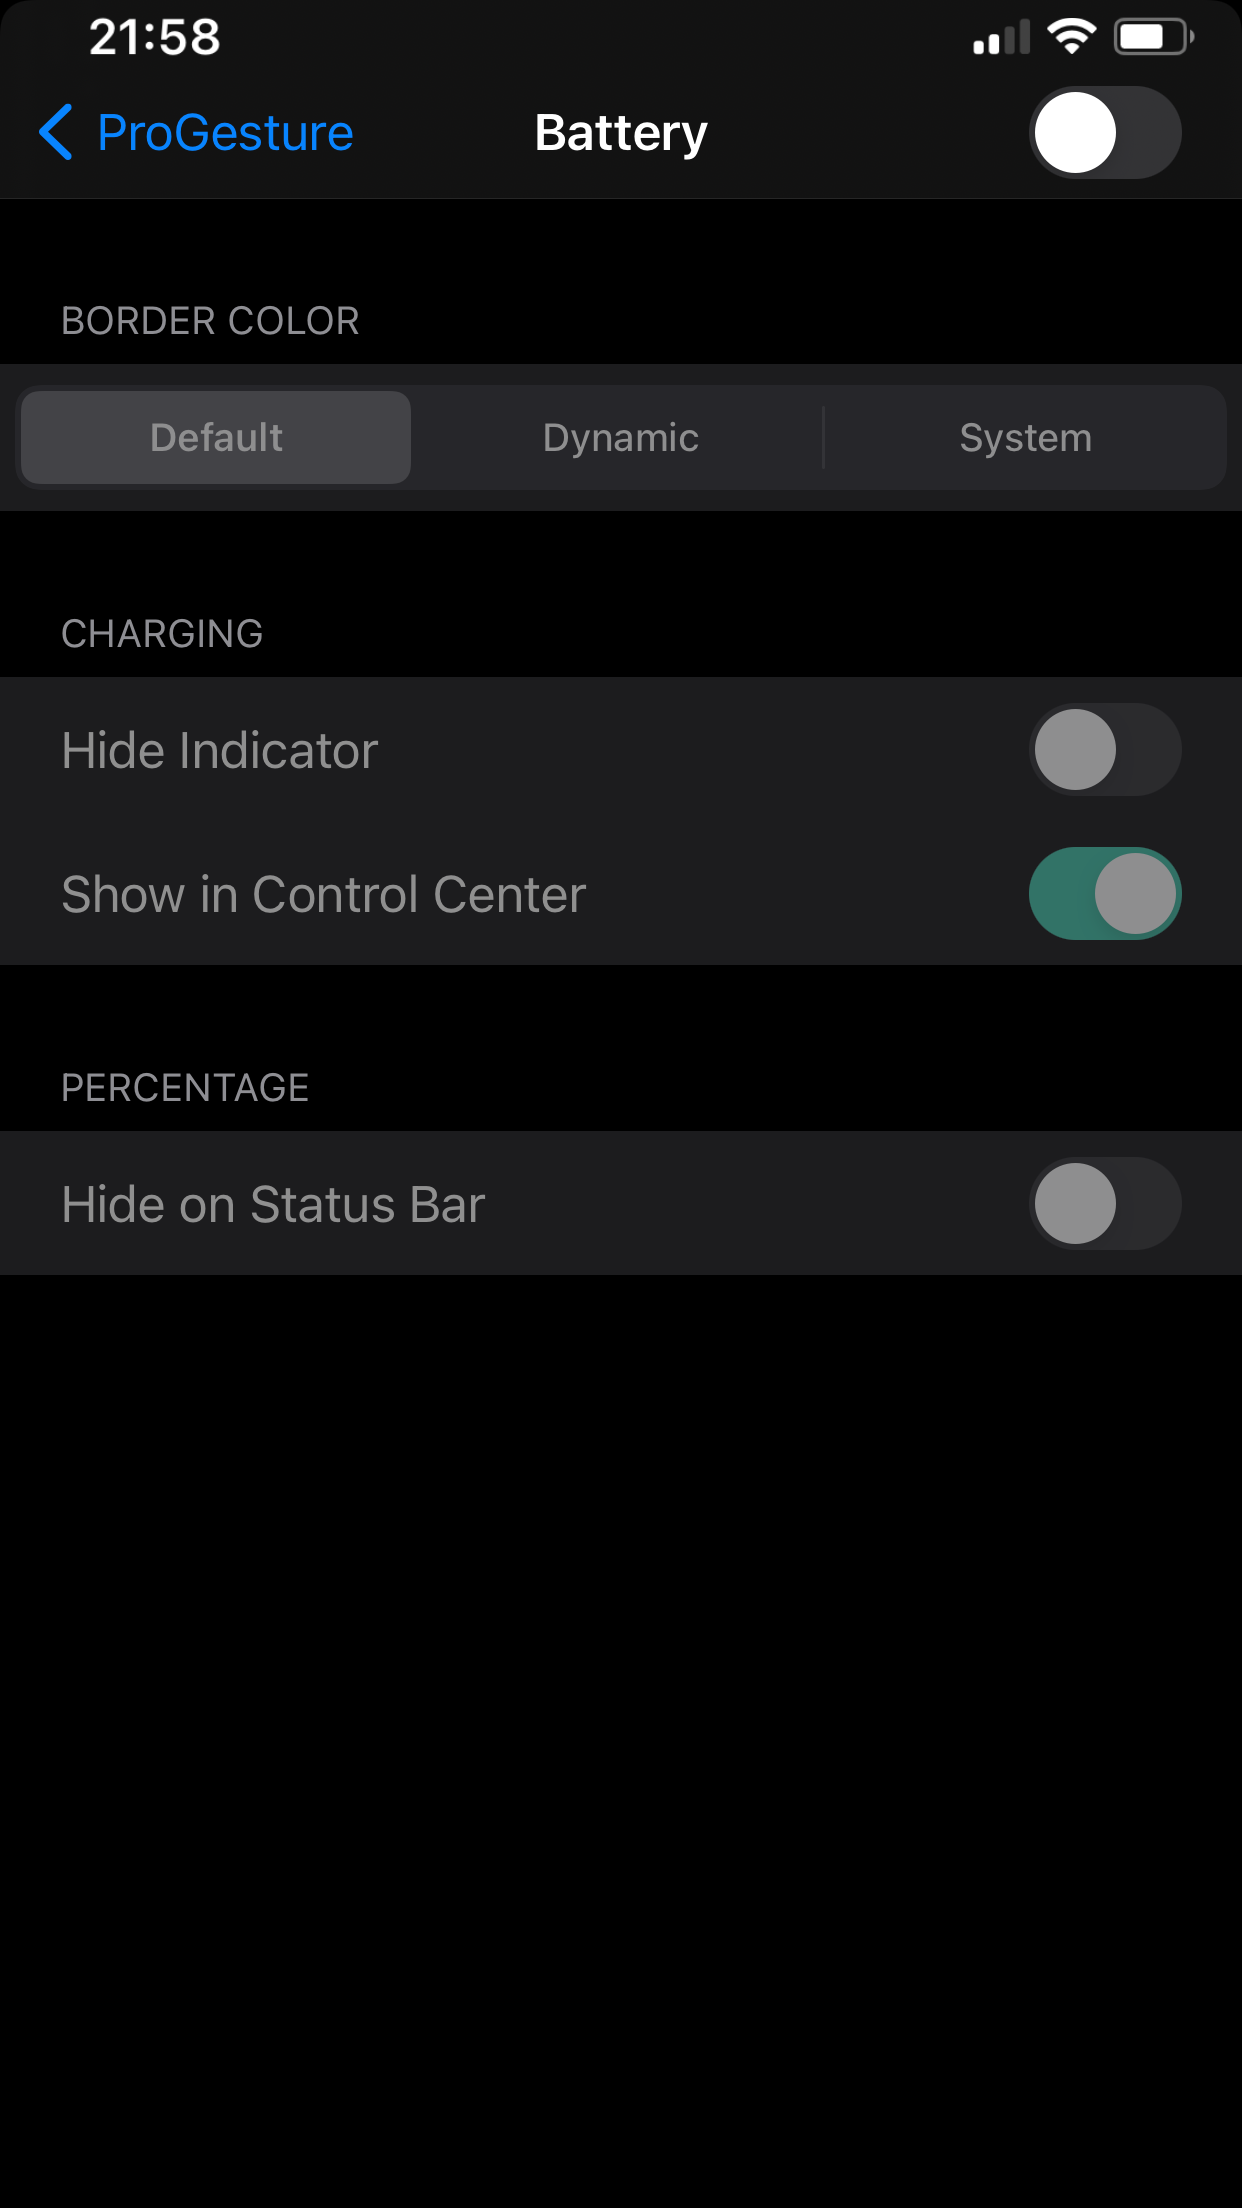 21:58
ProGesture
Battery
BORDER COLOR
Default
Dynamic
System
CHARGING
Hide Indicator
Show in Control Center
PERCENTAGE
Hide on Status Bar